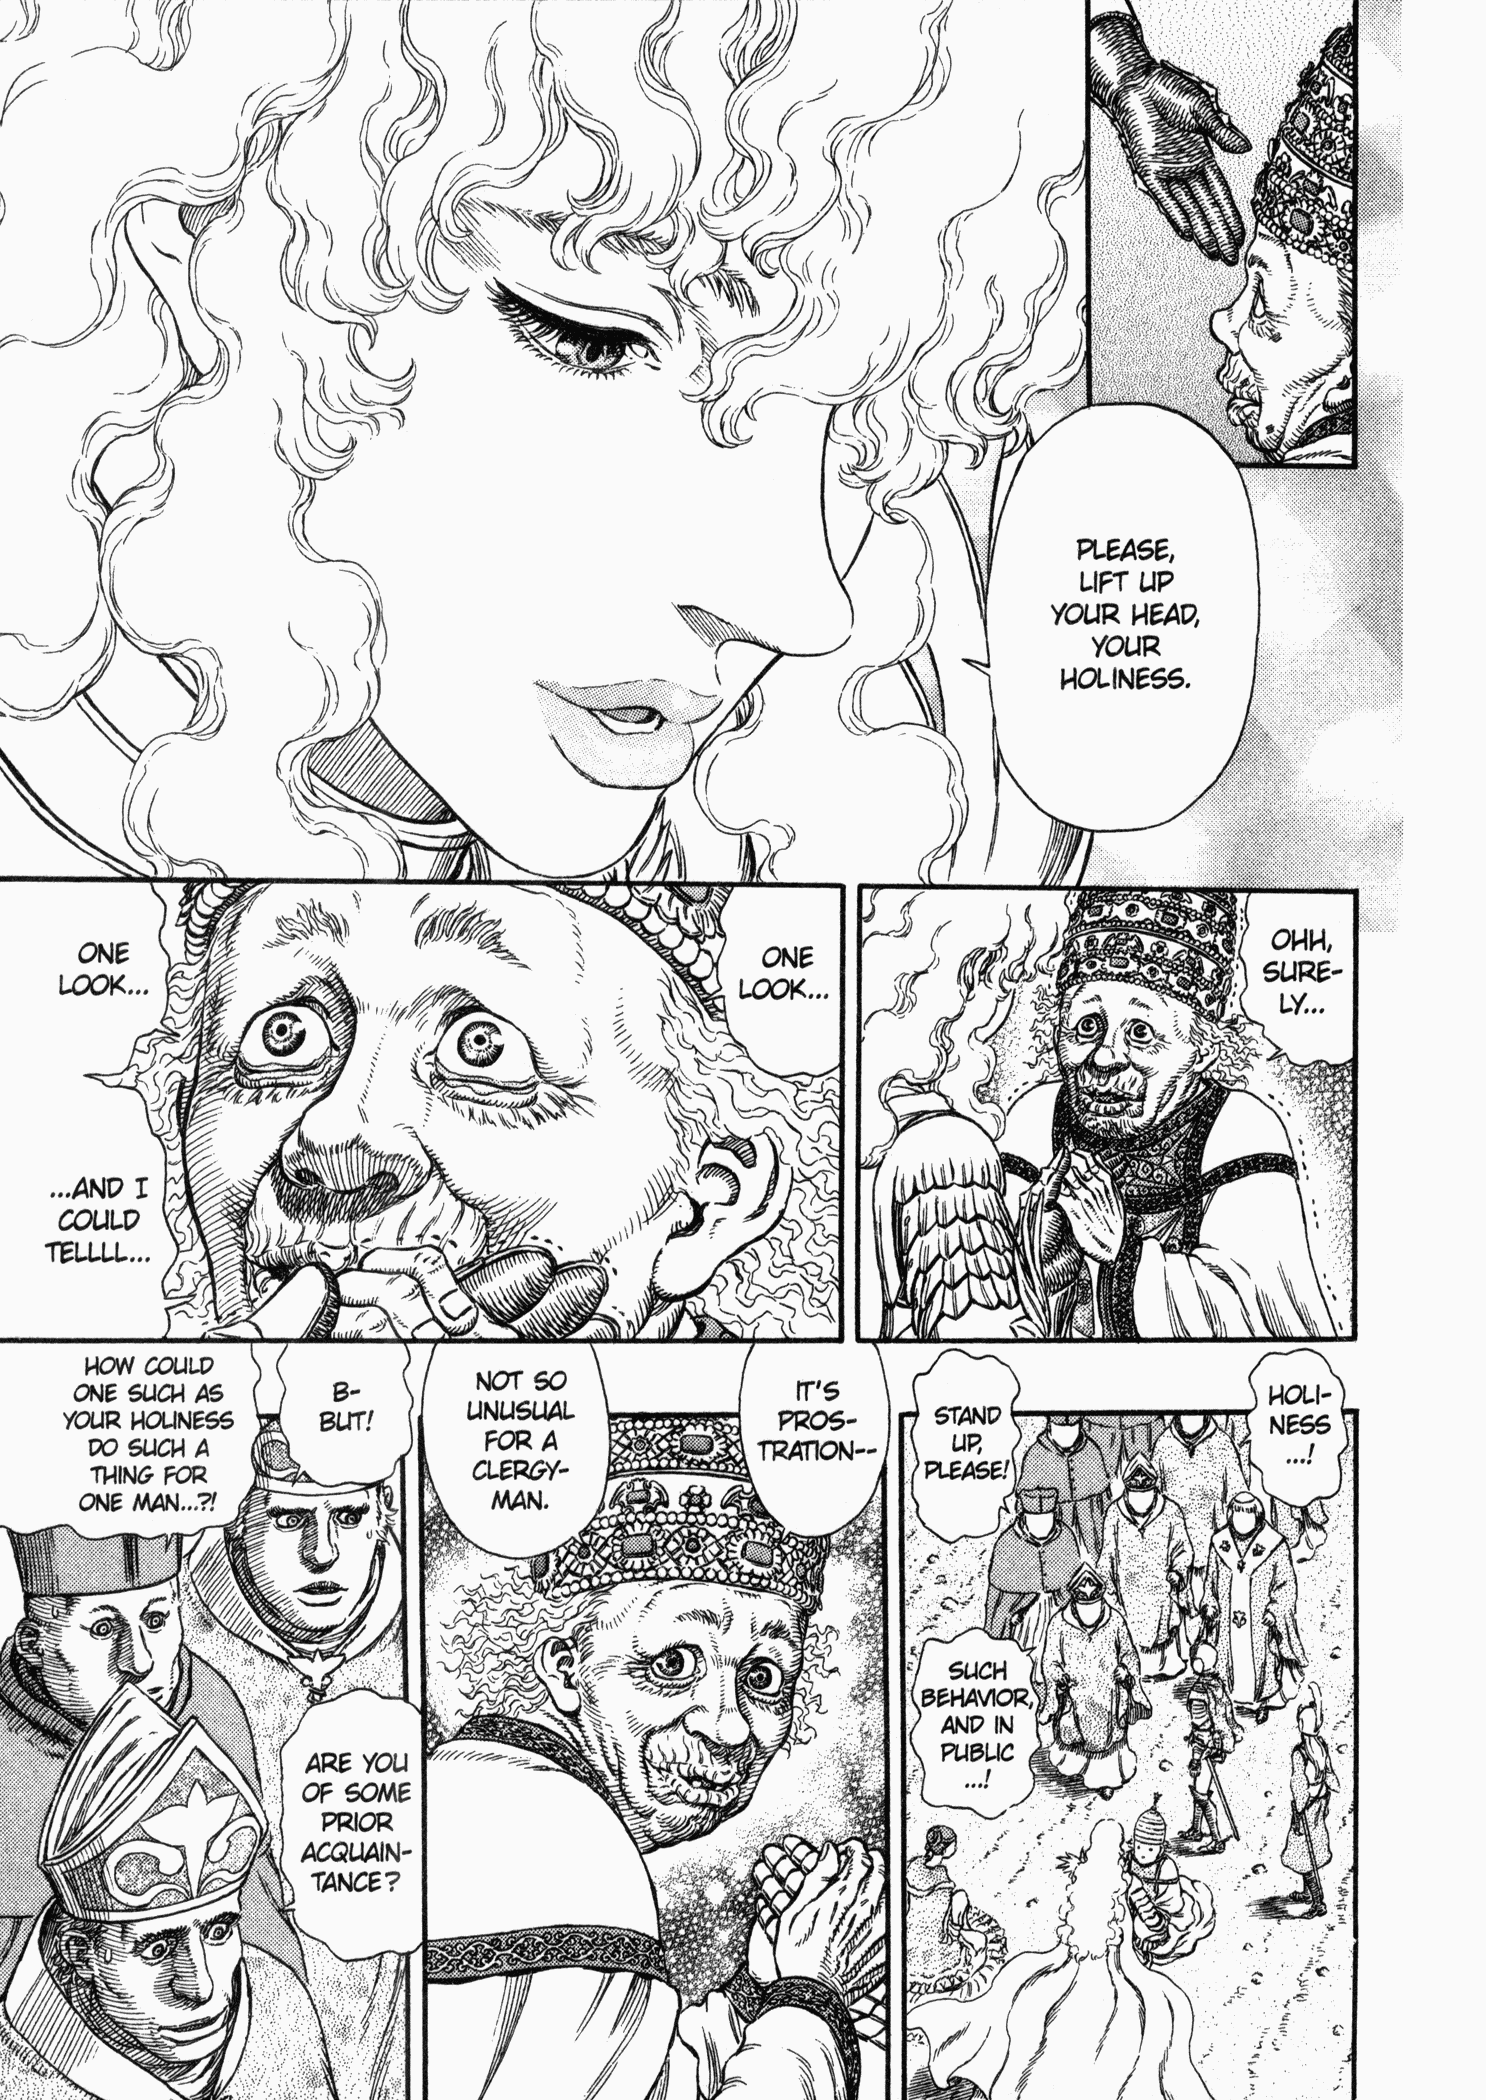 PLEASE,
LIFT UP
YOUR HEAD,
YOUR
HOLINESS.
OHH,
SURE-
LY...
ONE
LOOK...
ONE
LOOK...
...AND I
COULD
TELLLL...
HOLI-
NESS
...!
STAND
UP,
PLEASE!
SUCH
BEHAVIOR,
AND IN
PUBLIC
...!
IT'S
PROS-
TRATION--
NOT SO
UNUSUAL
FOR A
CLERGY-
MAN.
B-
BUT!
HOW COULD
ONE SUCH AS
YOUR HOLINESS
DO SUCH A
THING FOR
ONE MAN...?!
ARE YOU
OF SOME
PRIOR
ACQUAIN-
TANCE?